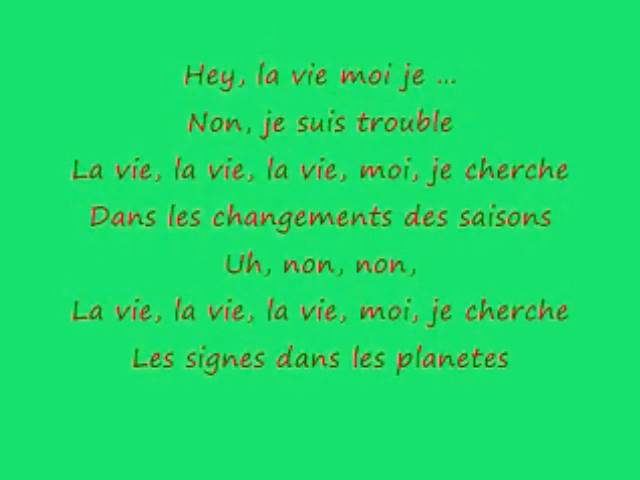 Hey, la vie moi je ...
Non, je suis trouble
La vie, la vie, la vie, moi, je cherche
Dans les changements des saisons
Uh, non, non,
La vie, la vie, la vie, moi, je cherche
Les signes dans les planetes